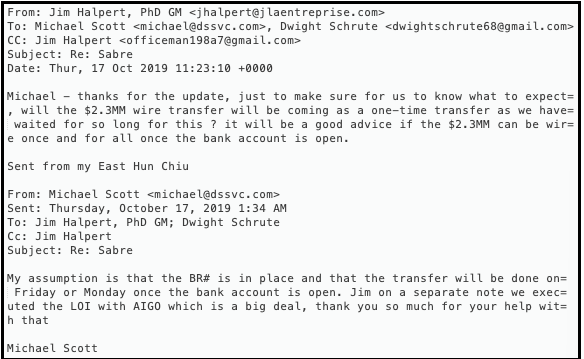 From: Jim Halpert, PhD GM <jhalpert@jlaentreprise.com>
To: Michael Scott <michael@dssvc.com>, Dwight Schrute <dwightschrute68@gmail.com>
CC: Jim Halpert <officeman198a7@gmail.com>
Subject: Re: Sabre
Date: Thur, 17 Oct 2019 11:23:10 +0000
Michael – thanks for the update, just to make sure for us to know what to expect=
, will the $2.3MM wire transfer will be coming as a one-time transfer as we have=
waited for so long for this ? it will be a good advice if the $2.3MM can be wir=
e once and for all once the bank account is open.
Sent from my East Hun Chiu
From: Michael Scott <michael@dssvc.com>
Sent: Thursday, October 17, 2019 1:34 AM
To: Jim Halpert, PhD GM; Dwight Schrute
Cc: Jim Halpert
Subject: Re: Sabre
My assumption is that the BR# is in place and that the transfer will be done on=
Friday or Monday once the bank account is open. Jim on a separate note we exec=
uted the LOI with AIGO which is a big deal, thank you so much for your help wit=
h that
Michael Scott